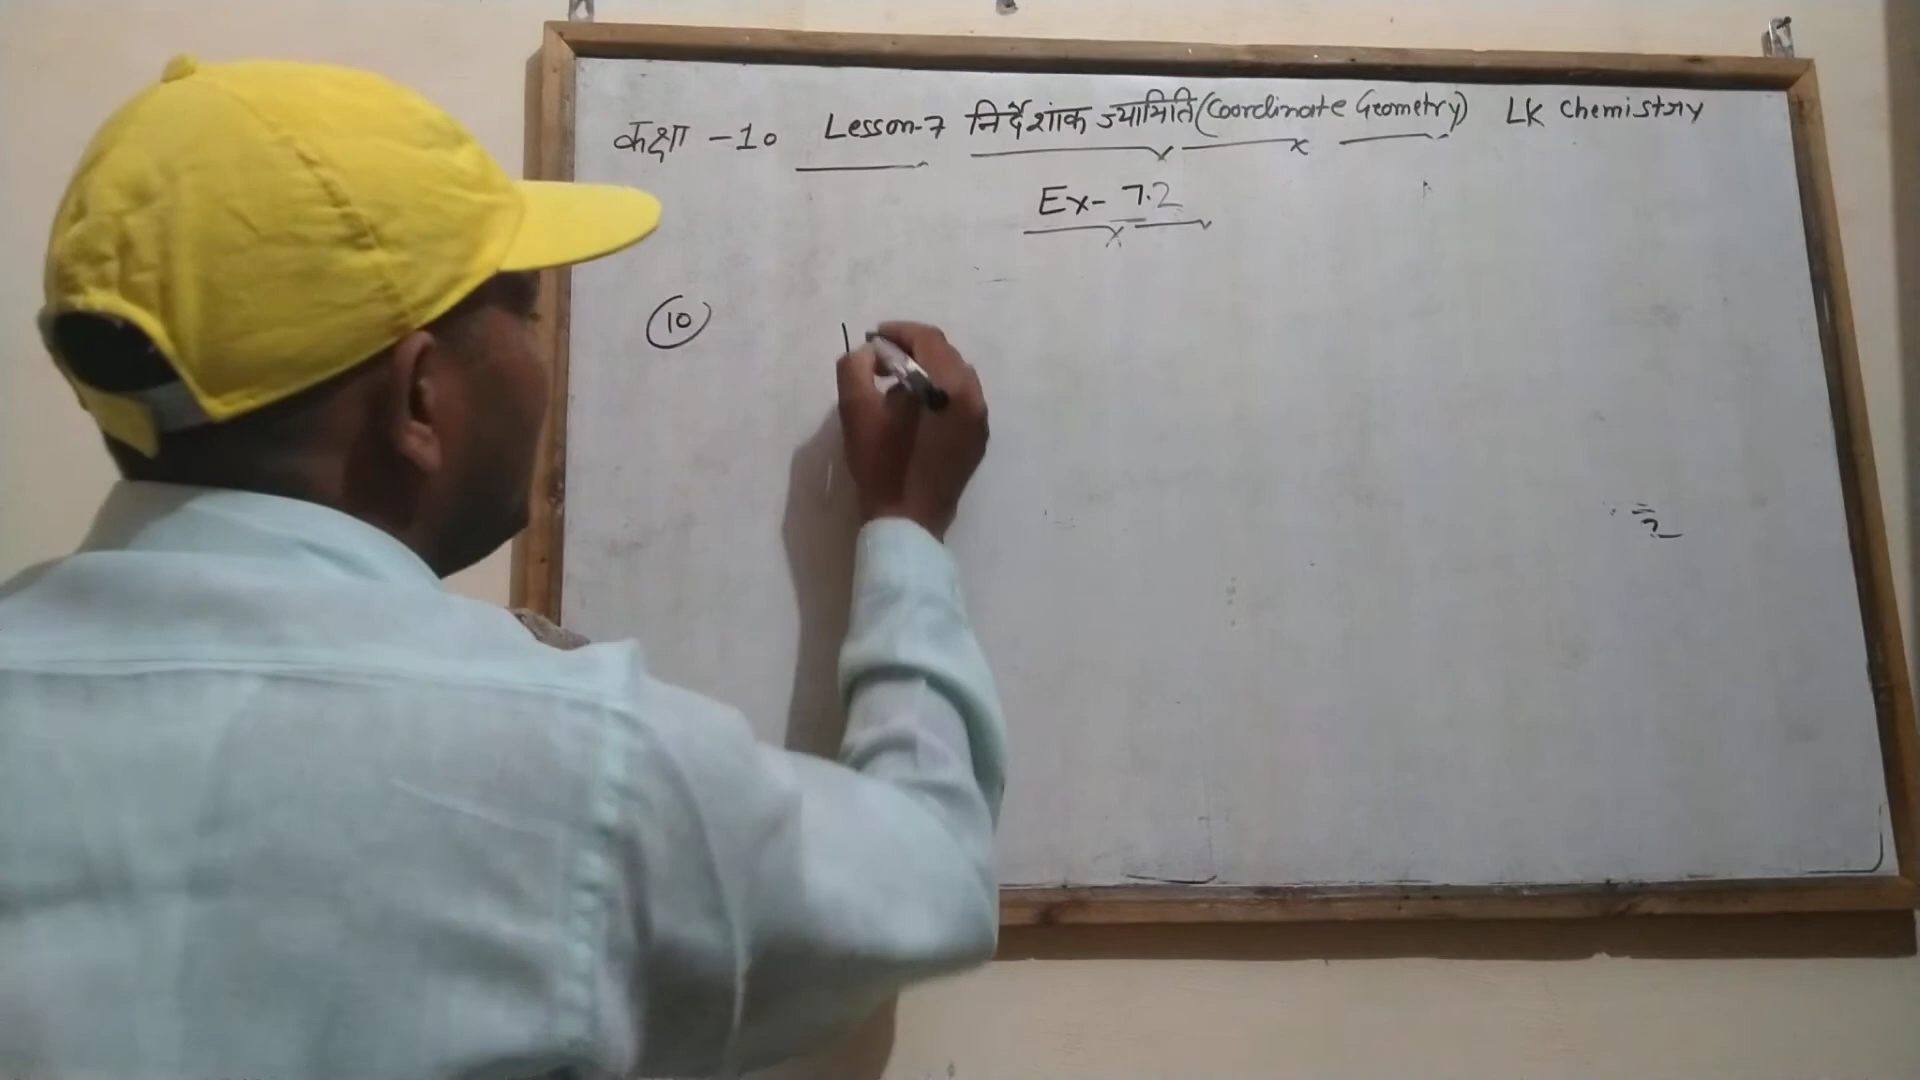 कक्षा -10 Lesson-7 निर्देशांक ज्यामिति (Coordinate Geometry) LK Chemistry
Ex- 7.2
10